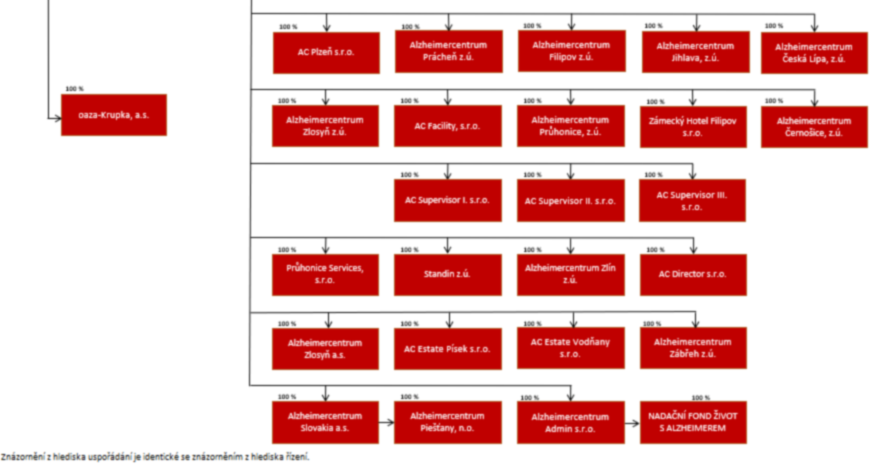 100 % 100 % 100 % 100 % 100 %
AC Plzeň s.r.o.
Alzheimercentrum
Prácheň z.ú.
Alzheimercentrum
Filipov z.ú.
Alzheimercentrum
Jihlava, z.ú.
Alzheimercentrum
Česká Lípa, z.ú.
100 %
oaza-Krupka, a.s.
100 % 100 % 100 % 100 % 100 %
Alzheimercentrum
Zlosyň z.ú.
AC Facility, s.r.o.
Alzheimercentrum
Průhonice, z.ú.
Zámecký Hotel Filipov
s.r.o.
Alzheimercentrum
Černošice, z.ú.
100 % 100 % 100 %
AC Supervisor I. s.r.o.
AC Supervisor II. s.r.o.
AC Supervisor III.
s.r.o.
100 % 100 % 100 % 100 %
Průhonice Services,
s.r.o.
Standin z.ú.
Alzheimercentrum Zlín
z.ú.
AC Director s.r.o.
100 % 100 % 100 % 100 %
Alzheimercentrum
Zlosyň a.s.
AC Estate Písek s.r.o.
AC Estate Vodňany
s.r.o.
Alzheimercentrum
Zábřeh z.ú.
100 % 100 % 100 % 100 %
Alzheimercentrum
Slovakia a.s.
Alzheimercentrum
Piešťany, n.o.
Alzheimercentrum
Admin s.r.o.
NADAČNÍ FOND ŽIVOT
S ALZHEIMEREM
Znázornění z hlediska uspořádání je identické se znázorněním z hlediska řízení.